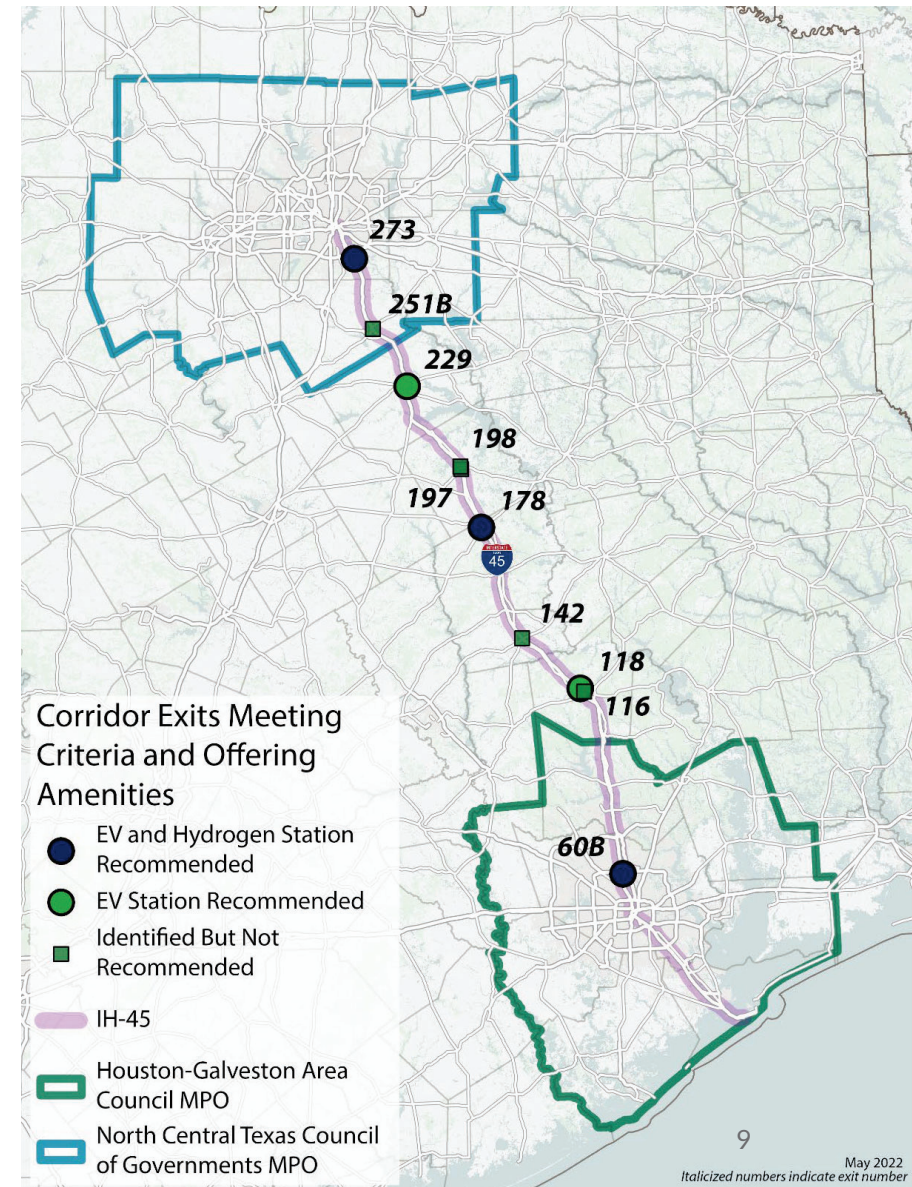 273
251B
229
198
197
178
INTERSTATE
45
142
118
116
60B
Corridor Exits Meeting
Criteria and Offering
Amenities
EV and Hydrogen Station
Recommended
EV Station Recommended
Identified But Not
Recommended
IH-45
Houston-Galveston Area
Council MPO
North Central Texas Council
of Governments MPO
9
May 2022
Italicized numbers indicate exit number